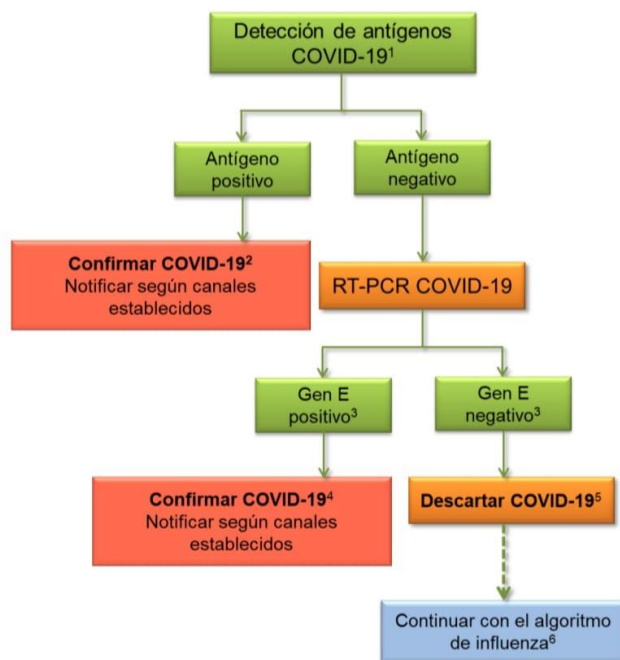 Detección de antígenos
COVID-19¹
Antígeno
positivo
Antígeno
negativo
Confirmar COVID-19²
Notificar según canales
establecidos
RT-PCR COVID-19
Gen E
positivo³
Gen E
negativo³
Confirmar COVID-19⁴
Notificar según canales
establecidos
Descartar COVID-19⁵
Continuar con el algoritmo
de influenza⁶